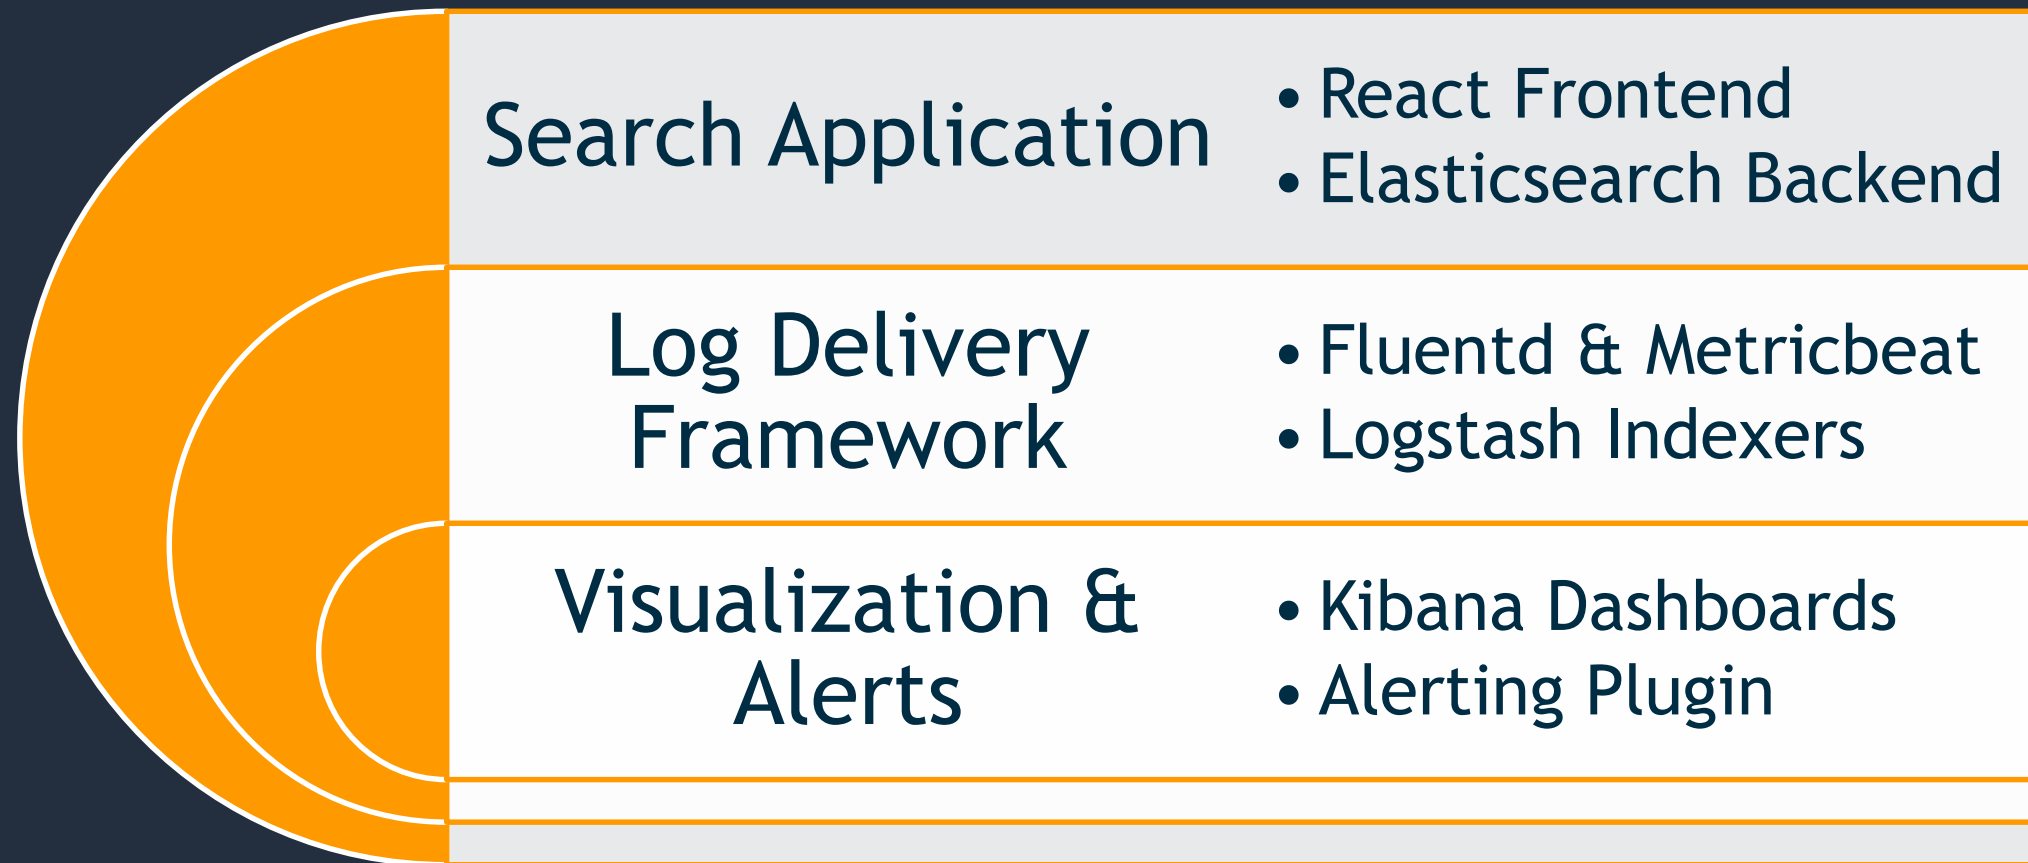 Search Application
• React Frontend
• Elasticsearch Backend
Log Delivery
Framework
• Fluentd & Metricbeat
• Logstash Indexers
Visualization &
Alerts
• Kibana Dashboards
• Alerting Plugin